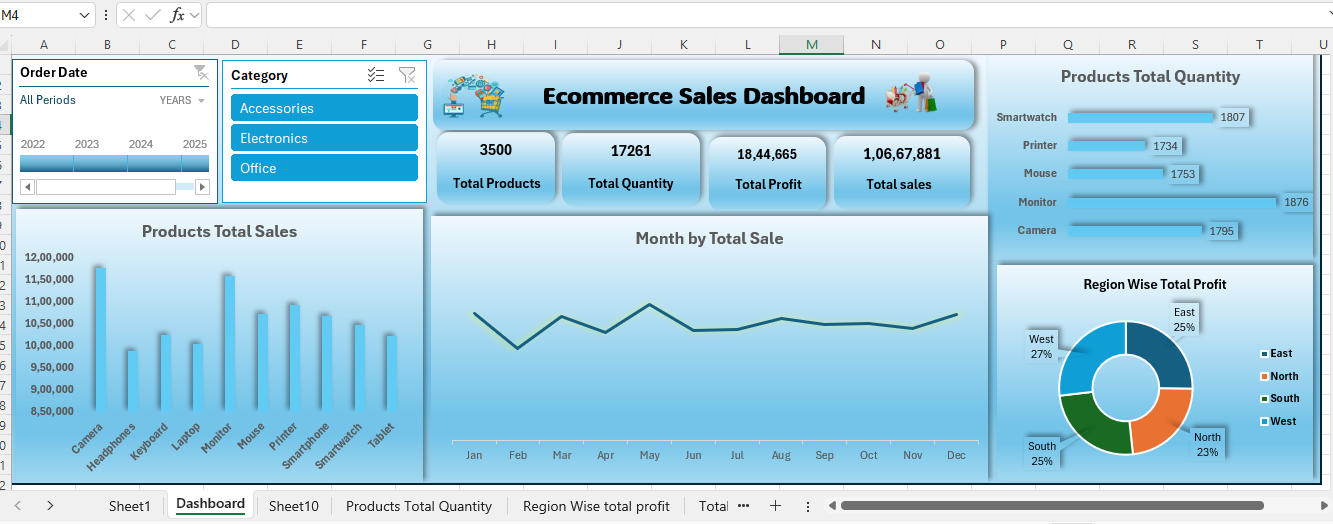 M4
fx
A B C D E F G H I J K L M N O P Q R S T U
Order Date
All Periods
YEARS
2022 2023 2024 2025
Category
Accessories
Electronics
Office
Ecommerce Sales Dashboard
3500
Total Products
17261
Total Quantity
18,44,665
Total Profit
1,06,67,881
Total sales
Products Total Quantity
Smartwatch 1807
Printer 1734
Mouse 1753
Monitor 1876
Camera 1795
Products Total Sales
12,00,000
11,50,000
11,00,000
10,50,000
10,00,000
9,50,000
9,00,000
8,50,000
Camera
Headphones
Keyboard
Laptop
Monitor
Mouse
Printer
Smartphone
Smartwatch
Tablet
Month by Total Sale
Jan Feb Mar Apr May Jun Jul Aug Sep Oct Nov Dec
Region Wise Total Profit
East
25%
West
27%
South
25%
North
23%
East
North
South
West
Sheet1 Dashboard Sheet10 Products Total Quantity Region Wise total profit Total